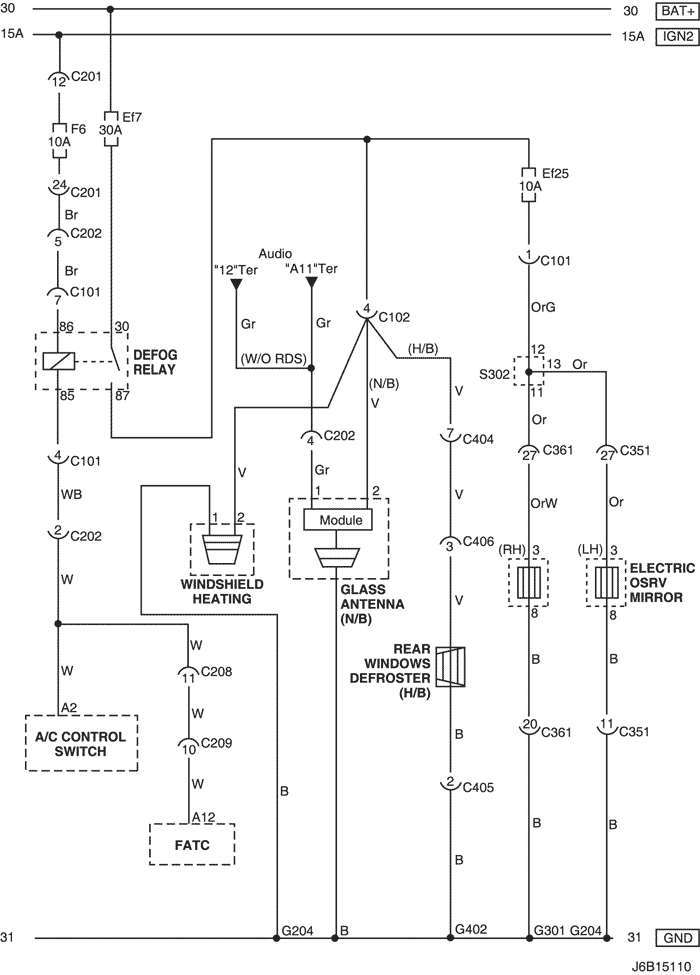 30
30 BAT+
15A
15A IGN2
12 C201
F6
10A
Ef7
30A
24 C201
Br
5 C202
Br
7 C101
86 30
DEFOG
RELAY
85 87
4 C101
WB
2 C202
W
W
W
A2
A/C CONTROL
SWITCH
11 C208
W
10 C209
W
A12
FATC
Audio
"12"Ter "A11"Ter
Gr Gr
(W/O RDS)
4 C102
(H/B)
(N/B)
V
V
V
4 C202
Gr
1 2
Module
GLASS
ANTENNA
(N/B)
1 2
WINDSHIELD
HEATING
B
7 C404
V
3 C406
V
REAR
WINDOWS
DEFROSTER
(H/B)
B
2 C405
B
Ef25
10A
1 C101
OrG
12
S302 13 Or
11
Or
27 C361
27 C351
OrW
Or
(RH) 3
(LH) 3
ELECTRIC
OSRV
MIRROR
8 8
B B
20 C361
11 C351
B B
31 G204 B G402 G301 G204 31 GND
J6B15110